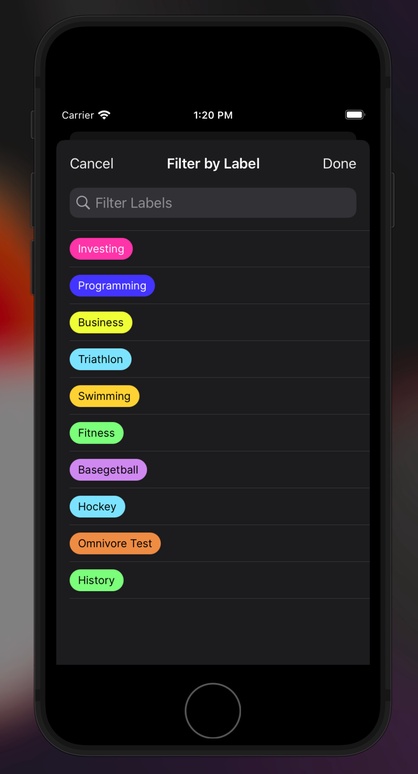 Carrier 1:20 PM
Cancel Filter by Label Done
Filter Labels
Investing
Programming
Business
Triathlon
Swimming
Fitness
Basegetball
Hockey
Omnivore Test
History